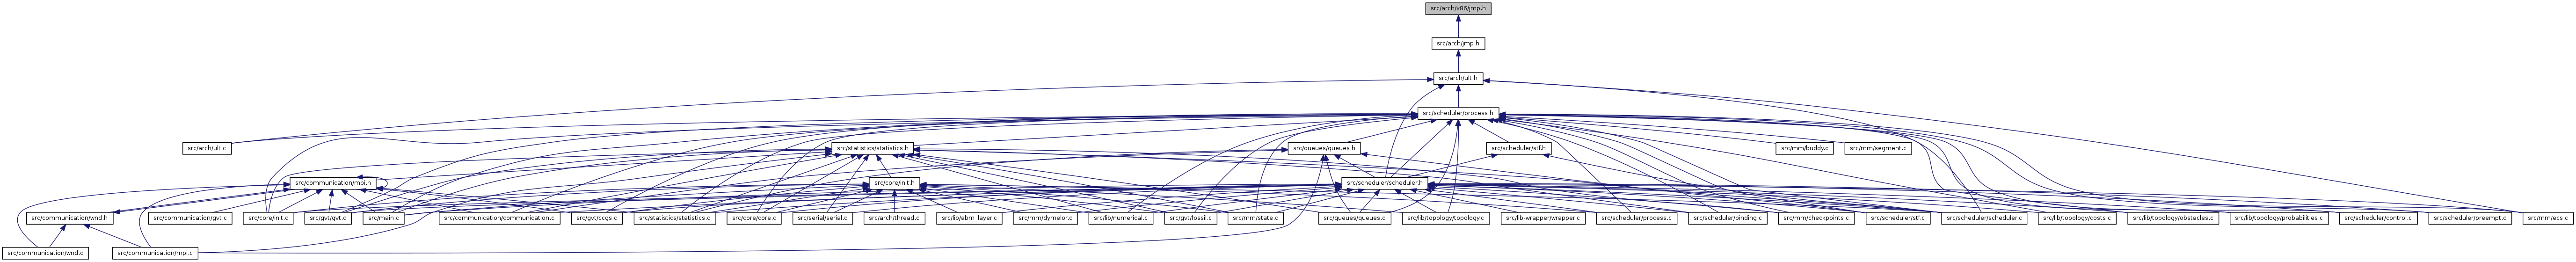 src/arch/x86/jmp.h
src/arch/jmp.h
src/arch/ult.h
src/scheduler/process.h
src/arch/ult.c
src/statistics/statistics.h
src/queues/queues.h
src/scheduler/stf.h
src/mm/buddy.c
src/mm/segment.c
src/communication/mpi.h
src/core/init.h
src/scheduler/scheduler.h
src/communication/wnd.h
src/communication/gvt.c
src/core/init.c
src/gvt/gvt.c
src/main.c
src/communication/communication.c
src/gvt/ccgs.c
src/statistics/statistics.c
src/core/core.c
src/serial/serial.c
src/arch/thread.c
src/lib/abm_layer.c
src/mm/dymelor.c
src/lib/numerical.c
src/gvt/fossil.c
src/mm/state.c
src/queues/queues.c
src/lib/topology/topology.c
src/lib-wrapper/wrapper.c
src/scheduler/process.c
src/scheduler/binding.c
src/mm/checkpoints.c
src/scheduler/stf.c
src/scheduler/scheduler.c
src/lib/topology/costs.c
src/lib/topology/obstacles.c
src/lib/topology/probabilities.c
src/scheduler/control.c
src/scheduler/preempt.c
src/mm/ecs.c
src/communication/wnd.c
src/communication/mpi.c